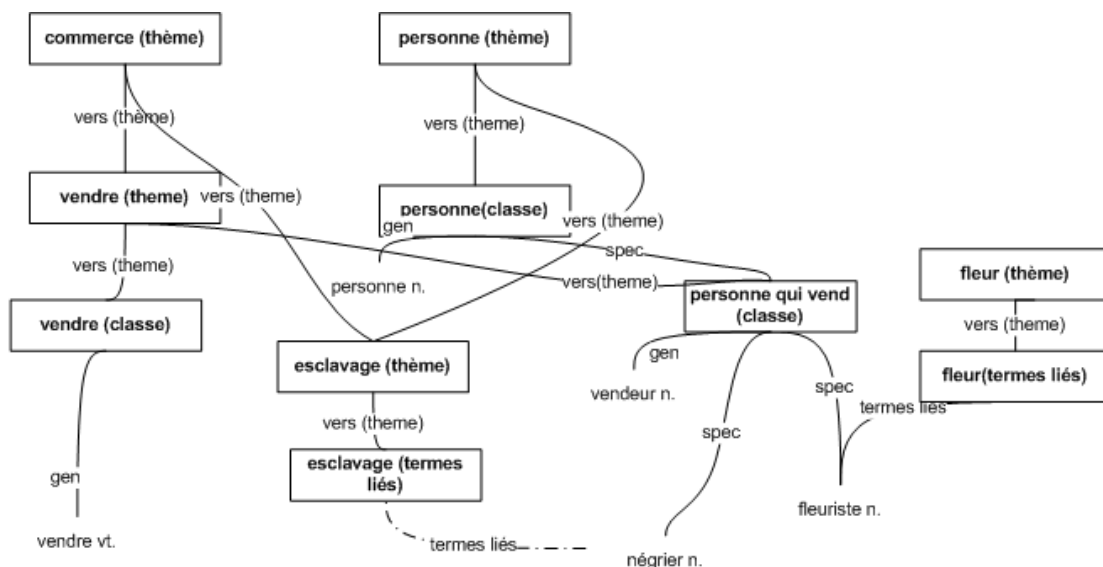 commerce (thème)
personne (thème)
vers (thème)
vers (theme)
vendre (theme)
vers (theme)
personne(classe)
gen
vers (theme)
spec
vers (theme)
personne n.
vers(theme)
fleur (thème)
personne qui vend
(classe)
vendre (classe)
vers (theme)
esclavage (thème)
gen
vendeur n.
fleur(termes liés)
spec
termes liés
vers (theme)
spec
esclavage (termes
liés)
gen
fleuriste n.
vendre vt.
termes liés
négrier n.